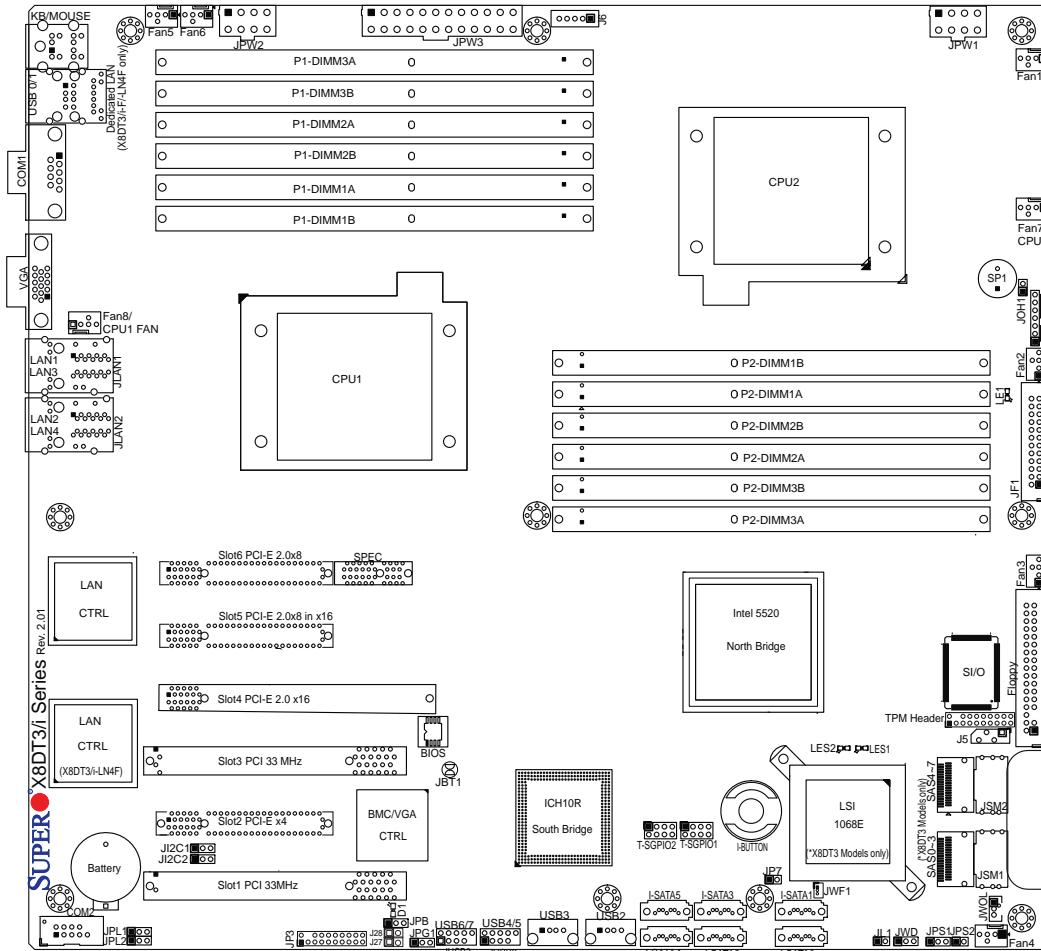 KB/MOUSE
Fan5
Fan6
JPW2
JPW3
J6
JPW1
Fan1
USB 0/1
Dedicated LAN
(X8DT3/i-F/-LN4F only)
P1-DIMM3A
P1-DIMM3B
P1-DIMM2A
P1-DIMM2B
P1-DIMM1A
P1-DIMM1B
COM1
CPU2
Fan7
CPU
VGA
SP1
JOH1
Fan8/
CPU1 FAN
LAN1
LAN3
JLAN1
LAN2
LAN4
JLAN2
CPU1
Fan2
LE1
P2-DIMM1B
P2-DIMM1A
P2-DIMM2B
P2-DIMM2A
P2-DIMM3B
P2-DIMM3A
JF1
Slot6 PCI-E 2.0x8
SPEC
LAN
CTRL
Slot5 PCI-E 2.0x8 in x16
Intel 5520
North Bridge
Fan3
SI/O
Floppy
Slot4 PCI-E 2.0 x16
LAN
CTRL
(X8DT3/i-LN4F)
TPM Header
J5
BIOS
Slot3 PCI 33 MHz
JBT1
LES2
LES1
SUPER X8DT3/i Series Rev. 2.01
ICH10R
South Bridge
BMC/VGA
CTRL
Slot2 PCI-E x4
LSI
1068E
(*X8DT3 Models only)
SAS4~7
JSM2
(*X8DT3 Models only)
SAS0~3
JSM1
I-BUTTON
T-SGPIO2
T-SGPIO1
JI2C1
JI2C2
Battery
Slot1 PCI 33MHz
JP7
JWF1
COM2
JPL1
JPL2
JP3
D1
JPB
J28
J27
JPG1
USB6/7
USB4/5
USB3
USB2
I-SATA5
I-SATA3
I-SATA1
JWOL
JL1
JWD
JPS1
JPS2
Fan4